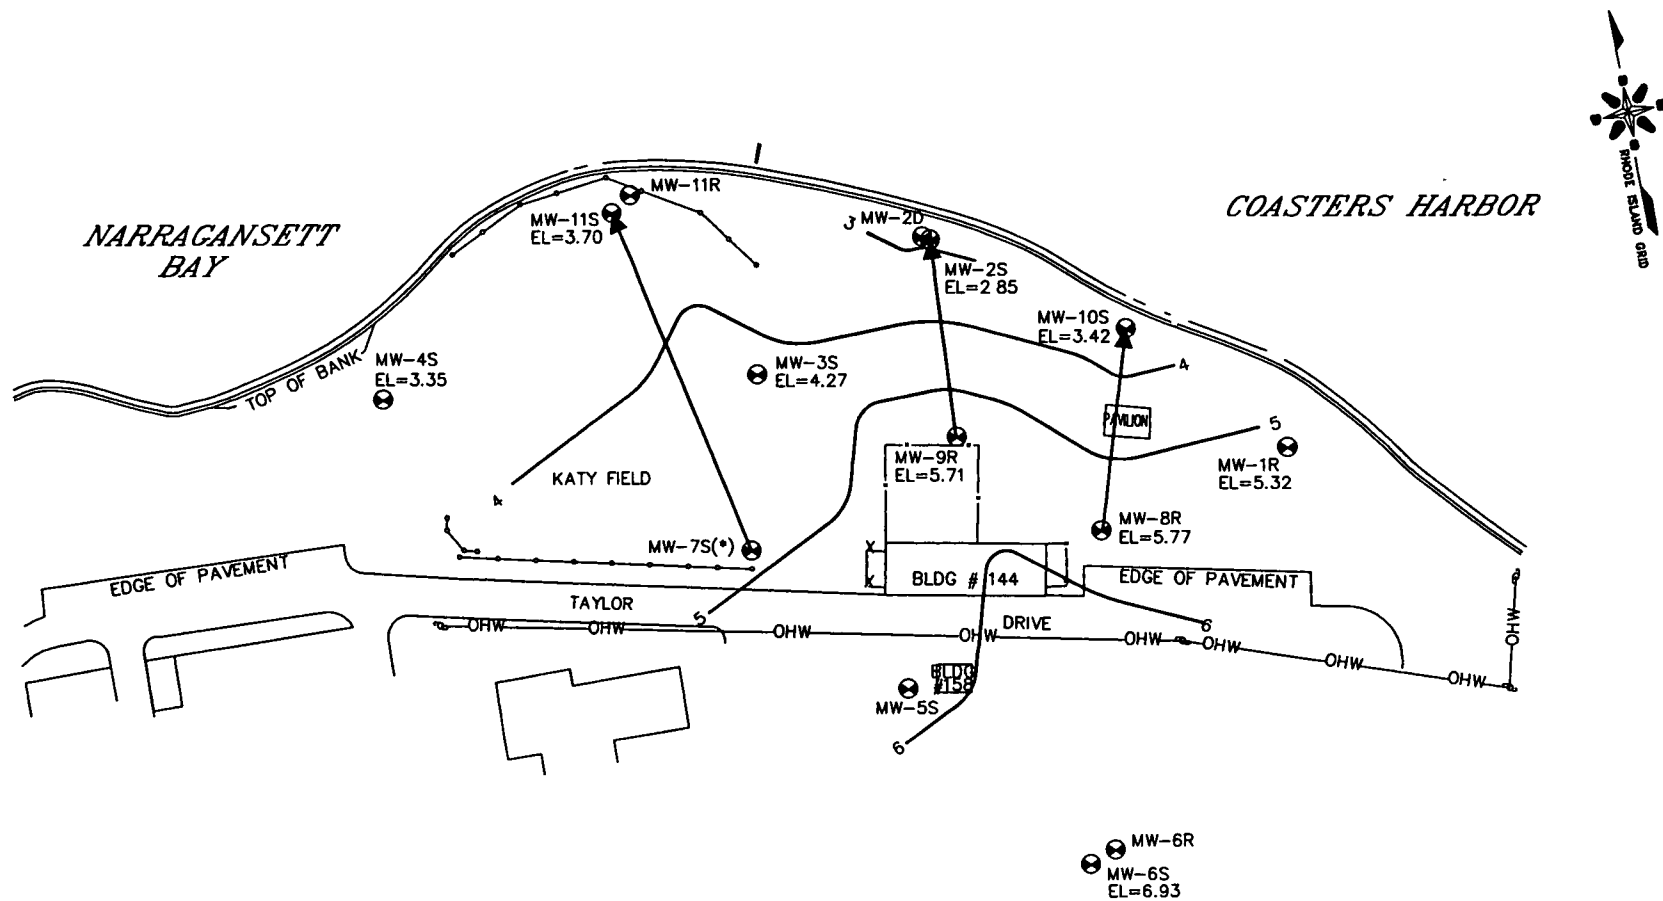 NARRAGANSETT
BAY
COASTERS HARBOR
RHODE ISLAND GRID
MW-11R
MW-11S
EL=3.70
3
MW-2D
MW-2S
EL=2 85
MW-10S
EL=3.42
TOP OF BANK
MW-4S
EL=3.35
MW-3S
EL=4.27
4
PAVILION
5
MW-9R
EL=5.71
MW-1R
EL=5.32
4
KATY FIELD
MW-7S(*)
MW-8R
EL=5.77
X
X
BLDG # 144
EDGE OF PAVEMENT
EDGE OF PAVEMENT
TAYLOR
DRIVE
5
OHW
OHW
OHW
OHW
OHW
OHW
OHW
OHW
OHW
6
BLDG
#158
MW-5S
6
MW-6R
MW-6S
EL=6.93